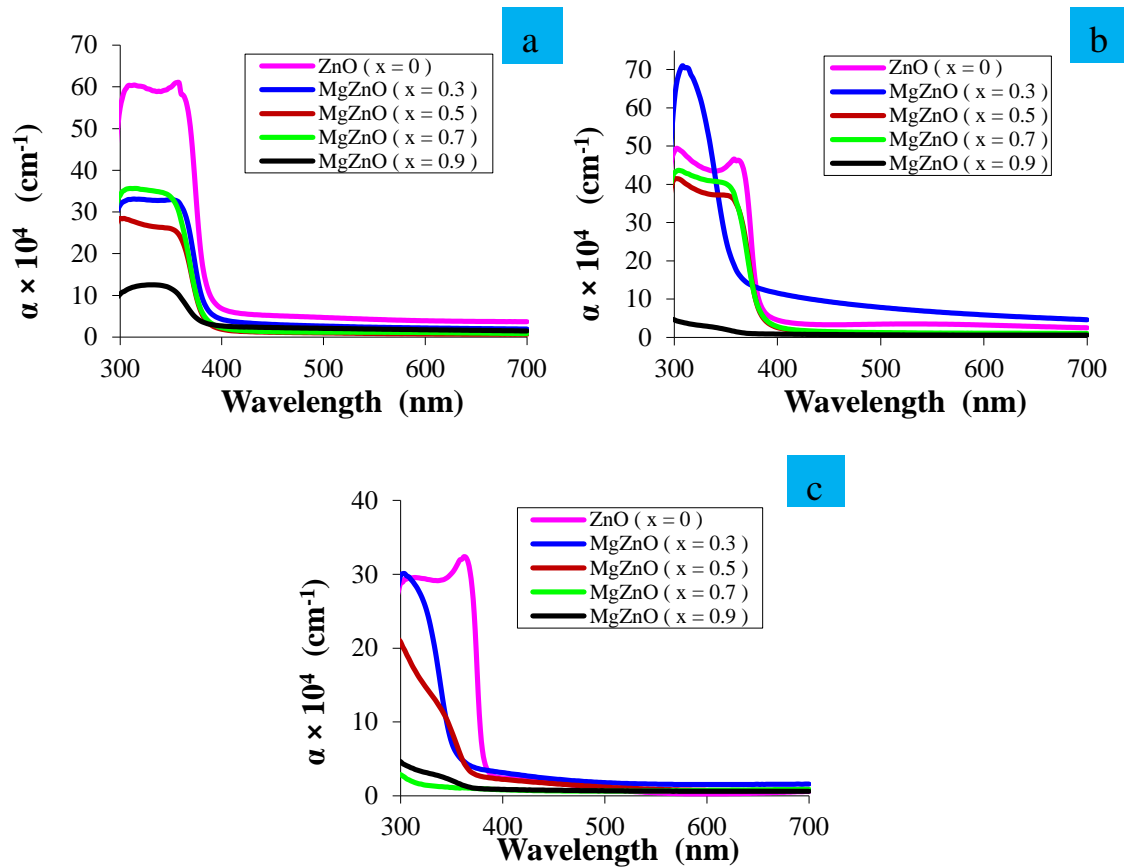 a
α × 10⁴ (cm⁻¹)
70
60
50
40
30
20
10
0
ZnO ( x = 0 )
MgZnO ( x = 0.3 )
MgZnO ( x = 0.5 )
MgZnO ( x = 0.7 )
MgZnO ( x = 0.9 )
300 400 500 600 700
Wavelength (nm)
b
α × 10⁴ (cm⁻¹)
70
60
50
40
30
20
10
0
ZnO ( x = 0 )
MgZnO ( x = 0.3 )
MgZnO ( x = 0.5 )
MgZnO ( x = 0.7 )
MgZnO ( x = 0.9 )
300 400 500 600 700
Wavelength (nm)
c
α × 10⁴ (cm⁻¹)
40
30
20
10
0
ZnO ( x = 0 )
MgZnO ( x = 0.3 )
MgZnO ( x = 0.5 )
MgZnO ( x = 0.7 )
MgZnO ( x = 0.9 )
300 400 500 600 700
Wavelength (nm)